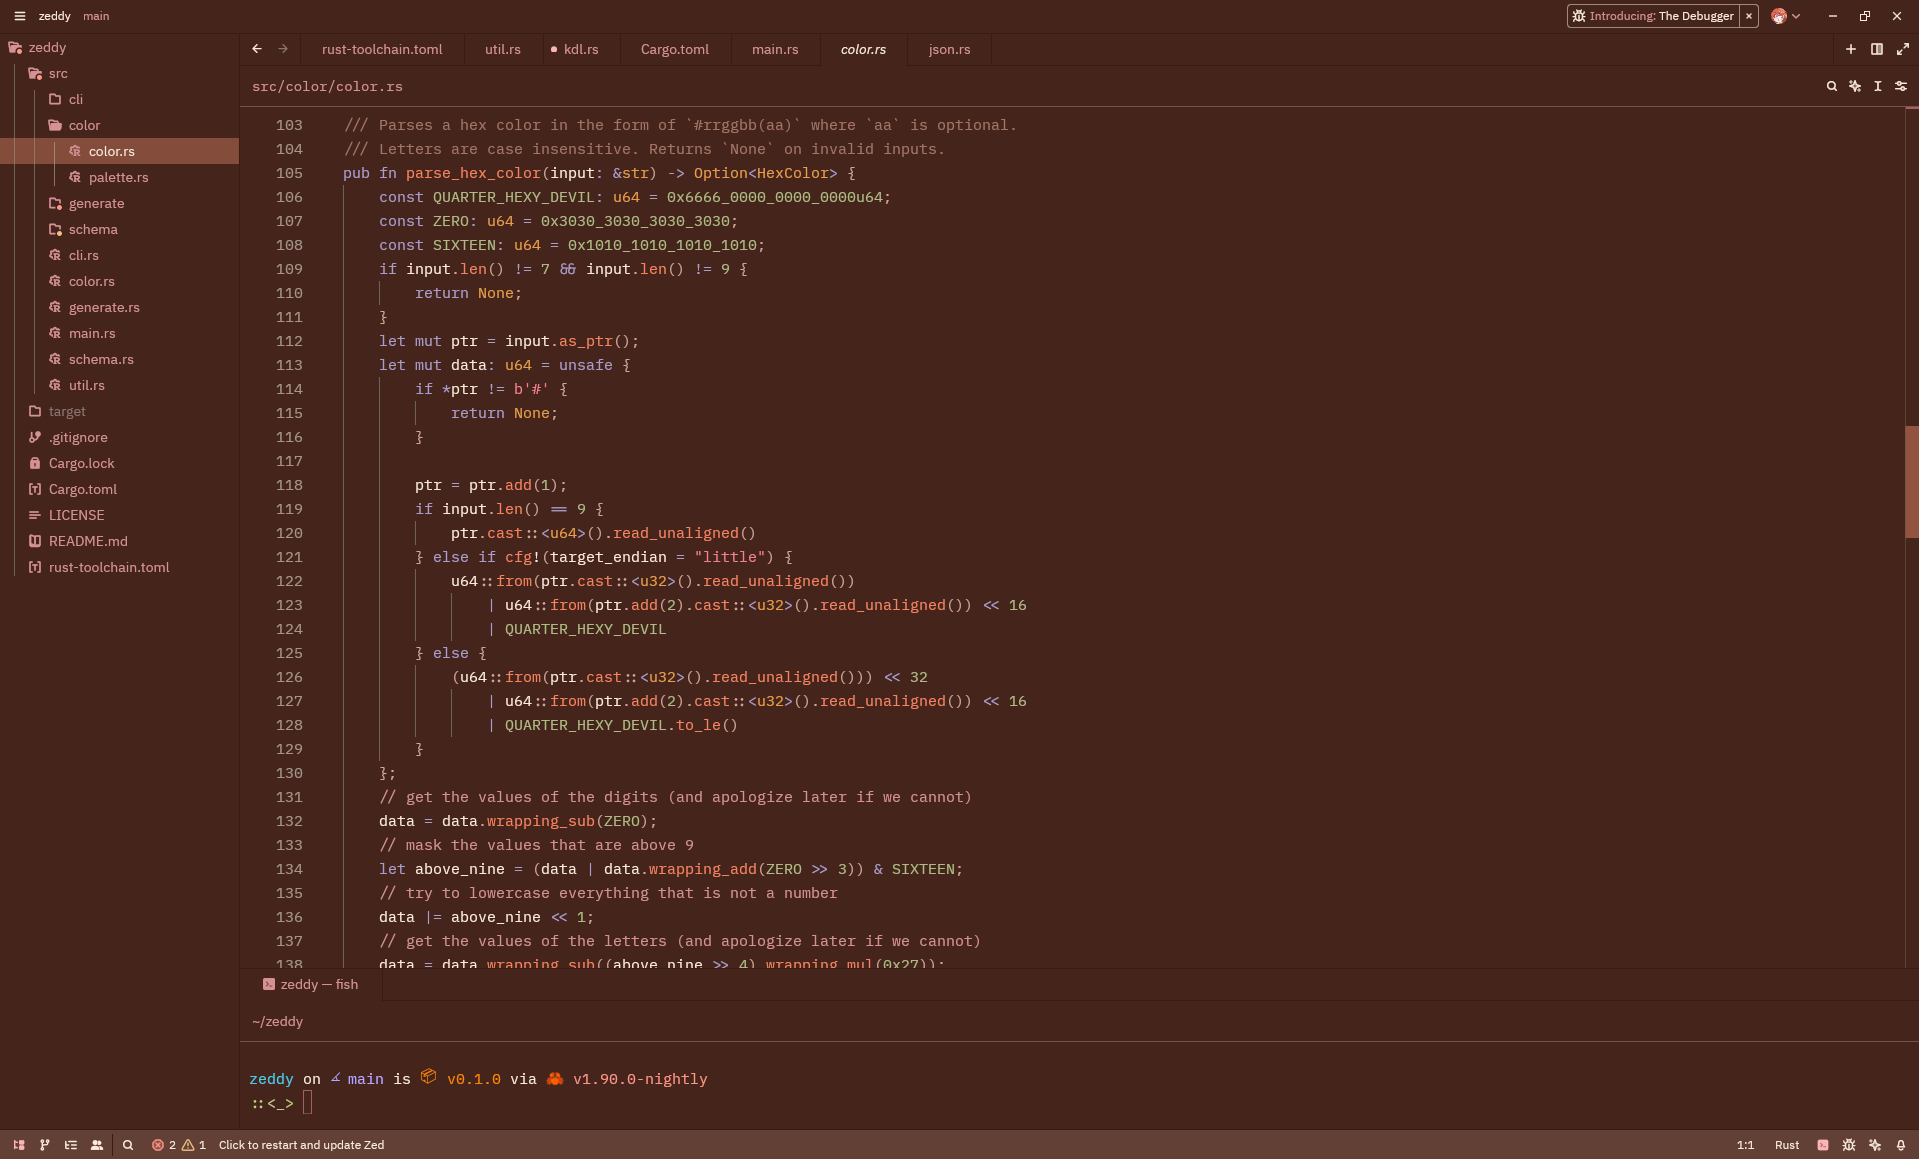 zeddy main
Introducing: The Debugger
zeddy
src
cli
color
color.rs
palette.rs
generate
schema
cli.rs
color.rs
generate.rs
main.rs
schema.rs
util.rs
target
.gitignore
Cargo.lock
Cargo.toml
LICENSE
README.md
rust-toolchain.toml
rust-toolchain.toml util.rs kdl.rs Cargo.toml main.rs color.rs json.rs
src/color/color.rs
103 /// Parses a hex color in the form of `#rrggbb(aa)` where `aa` is optional.
104 /// Letters are case insensitive. Returns `None` on invalid inputs.
105 pub fn parse_hex_color(input: &str) -> Option<HexColor> {
106 const QUARTER_HEXY_DEVIL: u64 = 0x6666_0000_0000_0000u64;
107 const ZERO: u64 = 0x3030_3030_3030_3030;
108 const SIXTEEN: u64 = 0x1010_1010_1010_1010;
109 if input.len() != 7 && input.len() != 9 {
110 return None;
111 }
112 let mut ptr = input.as_ptr();
113 let mut data: u64 = unsafe {
114 if *ptr != b'#' {
115 return None;
116 }
117
118 ptr = ptr.add(1);
119 if input.len() == 9 {
120 ptr.cast::<u64>().read_unaligned()
121 } else if cfg!(target_endian = "little") {
122 u64::from(ptr.cast::<u32>().read_unaligned())
123 | u64::from(ptr.add(2).cast::<u32>().read_unaligned()) << 16
124 | QUARTER_HEXY_DEVIL
125 } else {
126 (u64::from(ptr.cast::<u32>().read_unaligned())) << 32
127 | u64::from(ptr.add(2).cast::<u32>().read_unaligned()) << 16
128 | QUARTER_HEXY_DEVIL.to_le()
129 }
130 };
131 // get the values of the digits (and apologize later if we cannot)
132 data = data.wrapping_sub(ZERO);
133 // mask the values that are above 9
134 let above_nine = (data | data.wrapping_add(ZERO >> 3)) & SIXTEEN;
135 // try to lowercase everything that is not a number
136 data |= above_nine << 1;
137 // get the values of the letters (and apologize later if we cannot)
138 data = data.wrapping_sub((above_nine >> 4).wrapping_mul(0x27));
zeddy — fish
~/zeddy
zeddy on main is v0.1.0 via v1.90.0-nightly
::<_>
2 1 Click to restart and update Zed
1:1 Rust